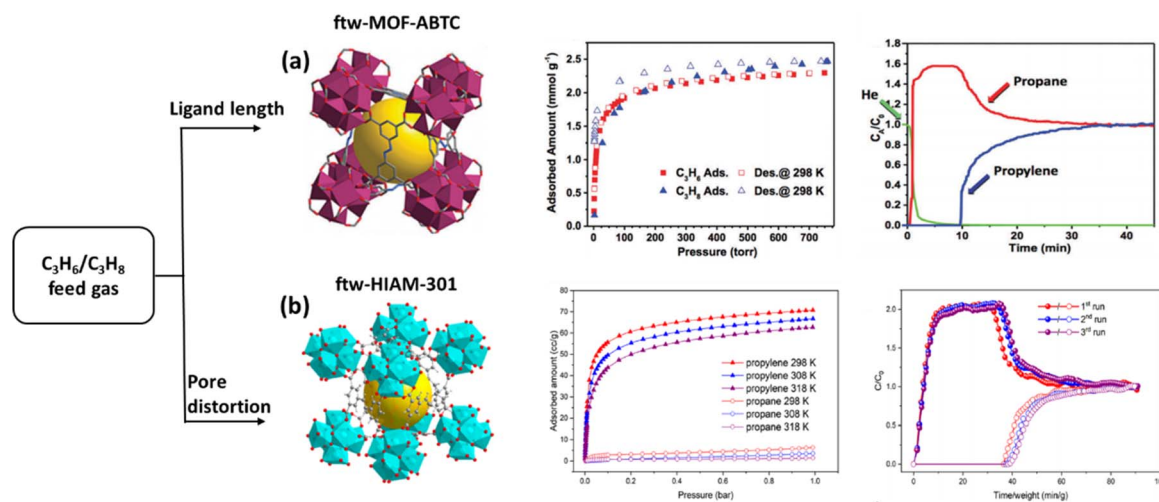 ftw-MOF-ABTC
(a)
Ligand length
C₃H₆/C₃H₈
feed gas
Adsorbed Amount (mmol g⁻¹)
2.5
2.0
1.5
1.0
0.5
0.0
C₃H₆ Ads.
Des.@ 298 K
C₃H₈ Ads.
Des.@ 298 K
0 100 200 300 400 500 600 700
Pressure (torr)
He
Cᵢ/C₀
1.8
1.6
1.4
1.2
1.0
0.8
0.6
0.4
0.2
0.0
Propane
Propylene
0 10 20 30 40
Time (min)
ftw-HIAM-301
(b)
Pore
distortion
Adsorbed amount (cc/g)
80
70
60
50
40
30
20
10
0
propylene 298 K
propylene 308 K
propylene 318 K
propane 298 K
propane 308 K
propane 318 K
0.0 0.2 0.4 0.6 0.8 1.0
Pressure (bar)
C/C₀
2.0
1.5
1.0
0.5
0.0
1ˢᵗ run
2ⁿᵈ run
3ʳᵈ run
0 10 20 30 40 50 60 70 80 90
Time/weight (min/g)